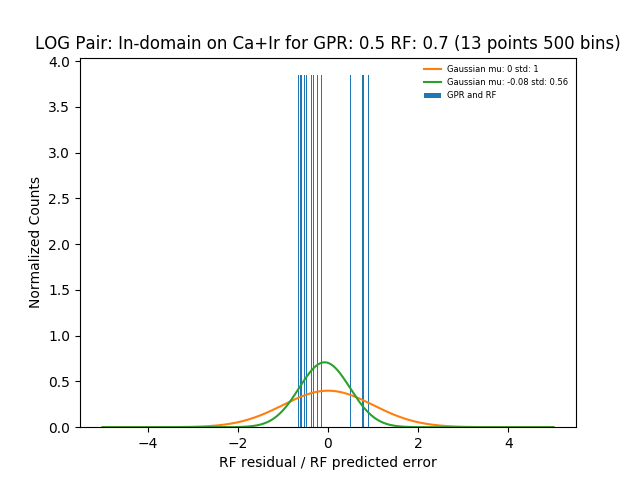 LOG Pair: In-domain on Ca+Ir for GPR: 0.5 RF: 0.7 (13 points 500 bins)
Gaussian mu: 0 std: 1
Gaussian mu: -0.08 std: 0.56
GPR and RF
Normalized Counts
4.0
3.5
3.0
2.5
2.0
1.5
1.0
0.5
0.0
−4
−2
0
2
4
RF residual / RF predicted error